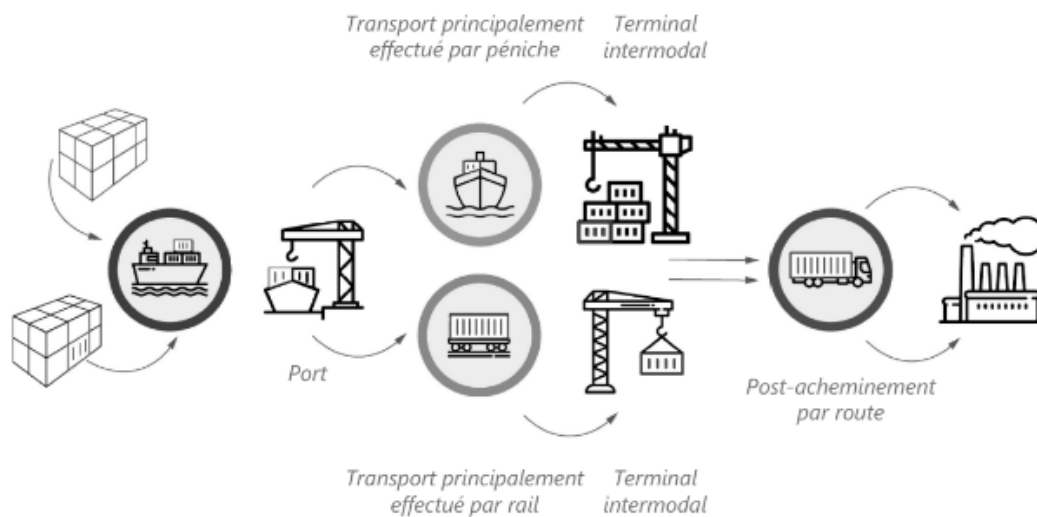 Transport principalement
effectué par péniche
Terminal
intermodal
Port
Post-acheminement
par route
Transport principalement
effectué par rail
Terminal
intermodal